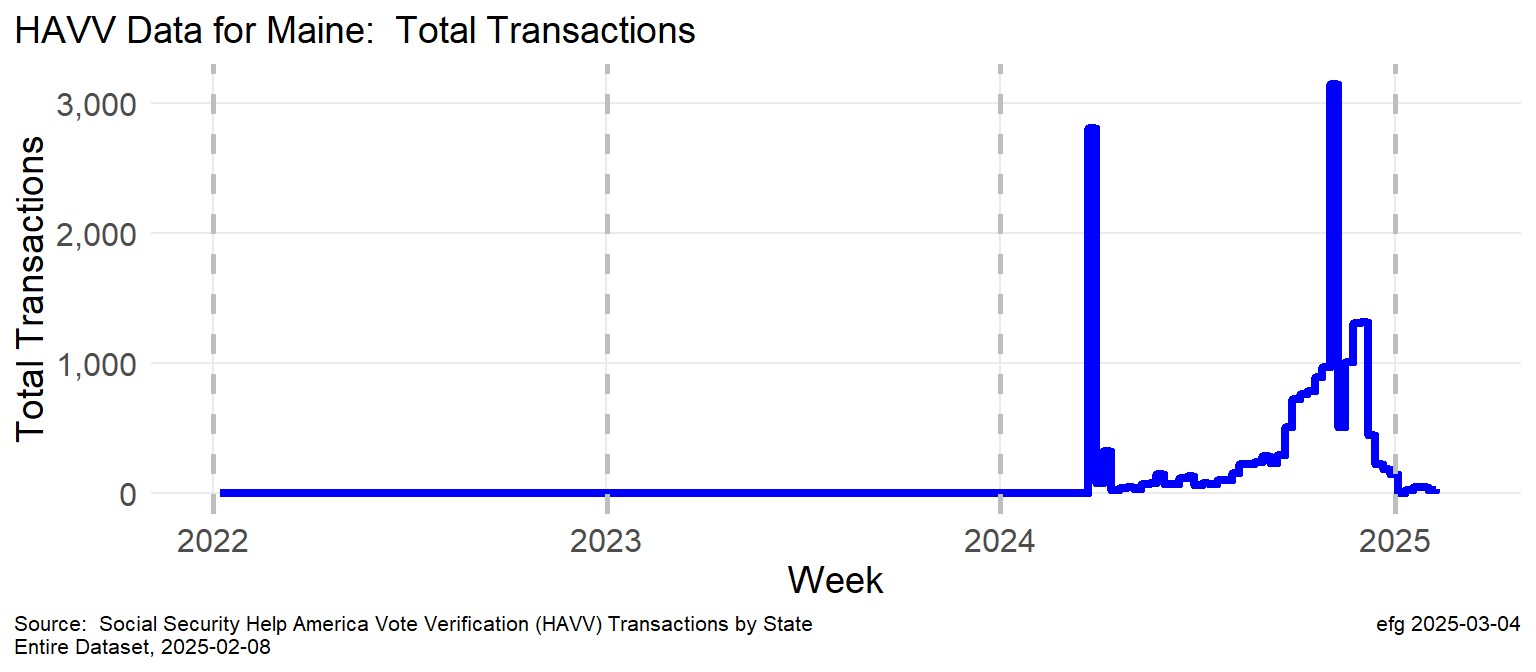 HAVV Data for Maine:  Total Transactions
Total Transactions
3,000
2,000
1,000
0
2022 2023 2024 2025
Week
Source:  Social Security Help America Vote Verification (HAVV) Transactions by State
Entire Dataset, 2025-02-08
efg 2025-03-04